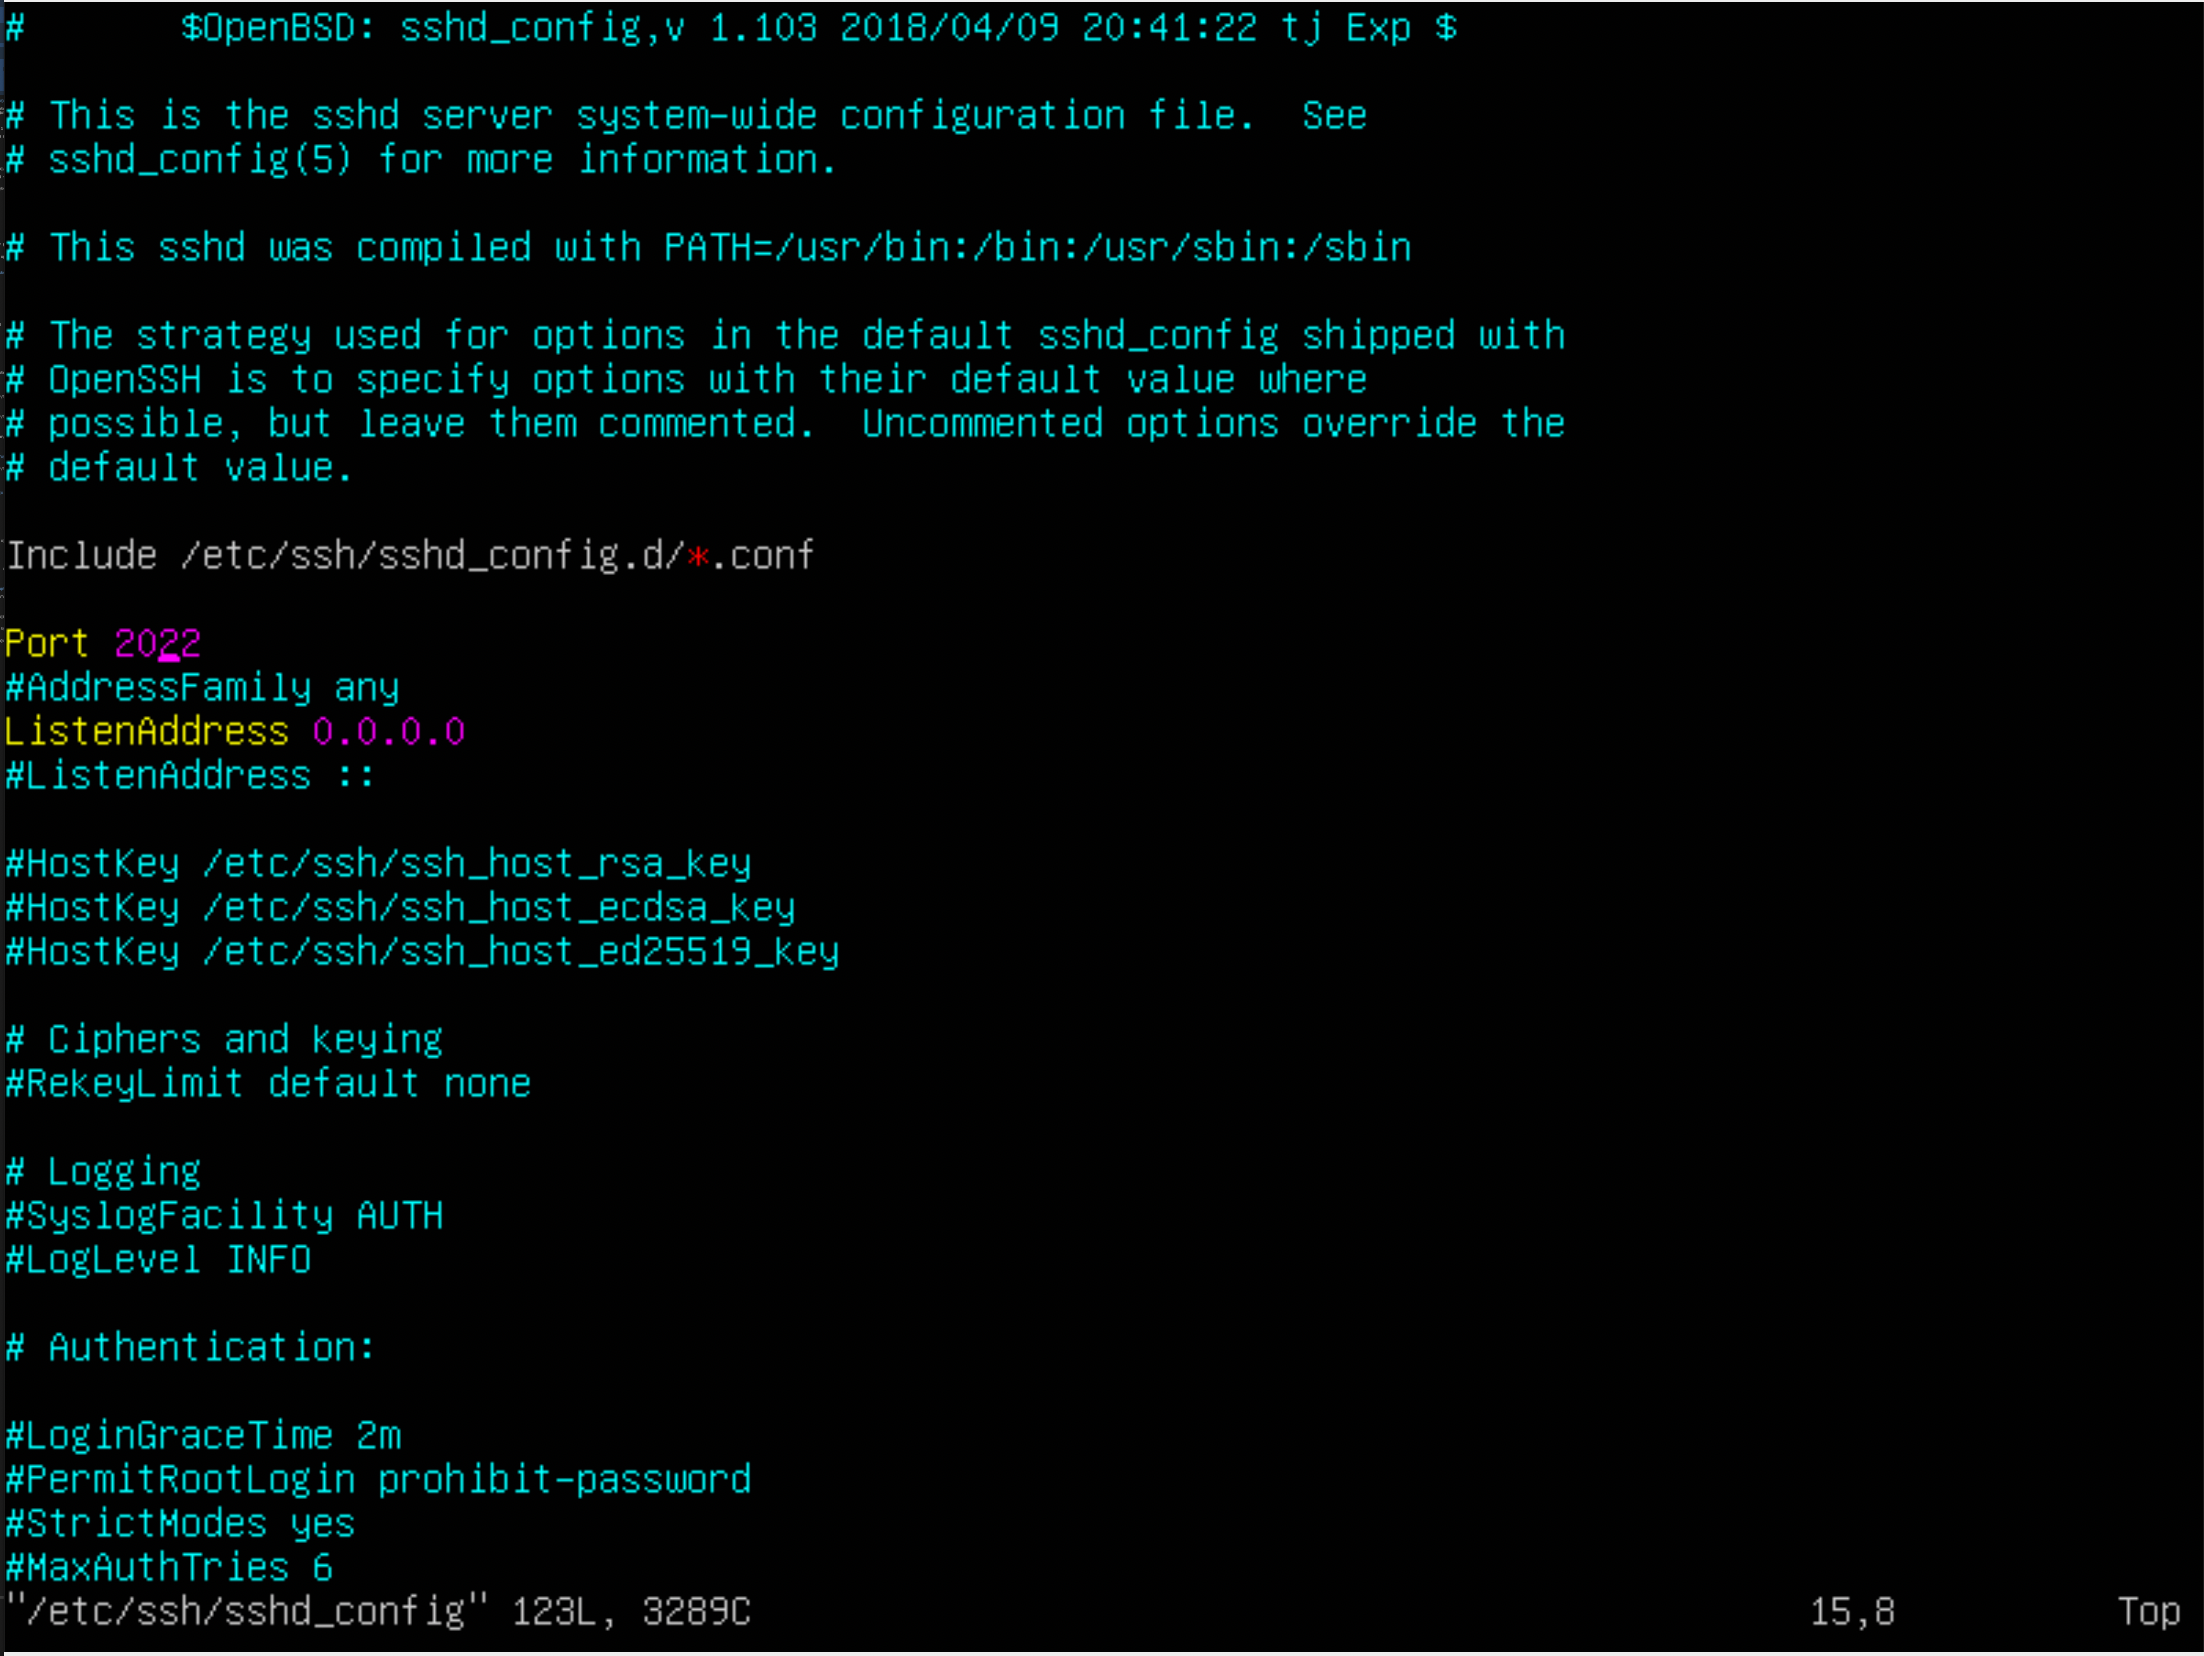 #       $OpenBSD: sshd_config,v 1.103 2018/04/09 20:41:22 tj Exp $
# This is the sshd server system-wide configuration file.  See
# sshd_config(5) for more information.
# This sshd was compiled with PATH=/usr/bin:/bin:/usr/sbin:/sbin
# The strategy used for options in the default sshd_config shipped with
# OpenSSH is to specify options with their default value where
# possible, but leave them commented.  Uncommented options override the
# default value.
Include /etc/ssh/sshd_config.d/*.conf
Port 2022
#AddressFamily any
ListenAddress 0.0.0.0
#ListenAddress ::
#HostKey /etc/ssh/ssh_host_rsa_key
#HostKey /etc/ssh/ssh_host_ecdsa_key
#HostKey /etc/ssh/ssh_host_ed25519_key
# Ciphers and keying
#RekeyLimit default none
# Logging
#SyslogFacility AUTH
#LogLevel INFO
# Authentication:
#LoginGraceTime 2m
#PermitRootLogin prohibit-password
#StrictModes yes
#MaxAuthTries 6
"/etc/ssh/sshd_config" 123L, 3289C 15,8 Top